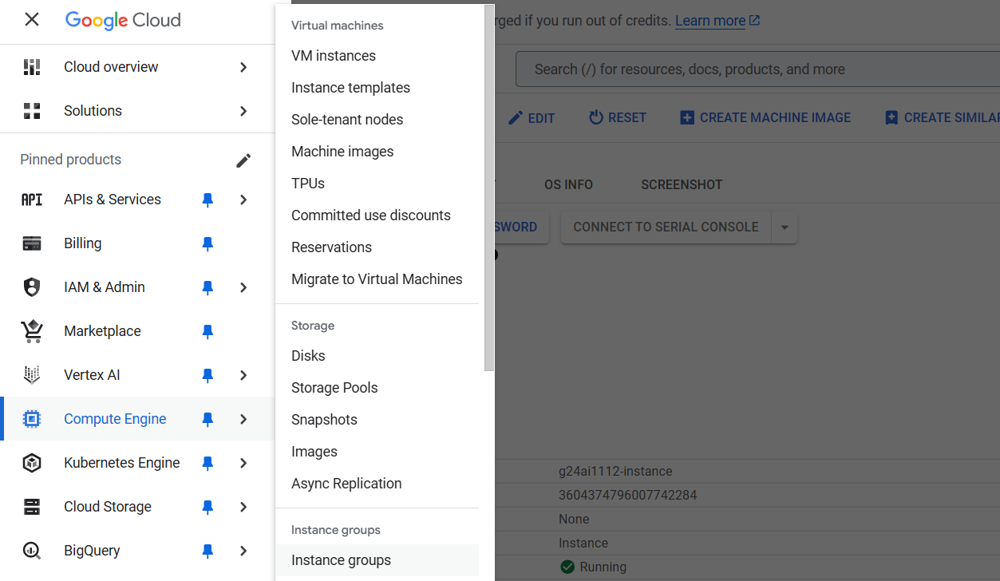 Google Cloud
Cloud overview
Solutions
Pinned products
API APIs & Services
Billing
IAM & Admin
Marketplace
Vertex AI
Compute Engine
Kubernetes Engine
Cloud Storage
BigQuery
Virtual machines
VM instances
Instance templates
Sole-tenant nodes
Machine images
TPUs
Committed use discounts
Reservations
Migrate to Virtual Machines
Storage
Disks
Storage Pools
Snapshots
Images
Async Replication
Instance groups
Instance groups
rged if you run out of credits. Learn more
Search (/) for resources, docs, products, and more
EDIT RESET CREATE MACHINE IMAGE CREATE SIMILA
OS INFO SCREENSHOT
SWORD CONNECT TO SERIAL CONSOLE
g24ai1112-instance
3604374796007742284
None
Instance
Running